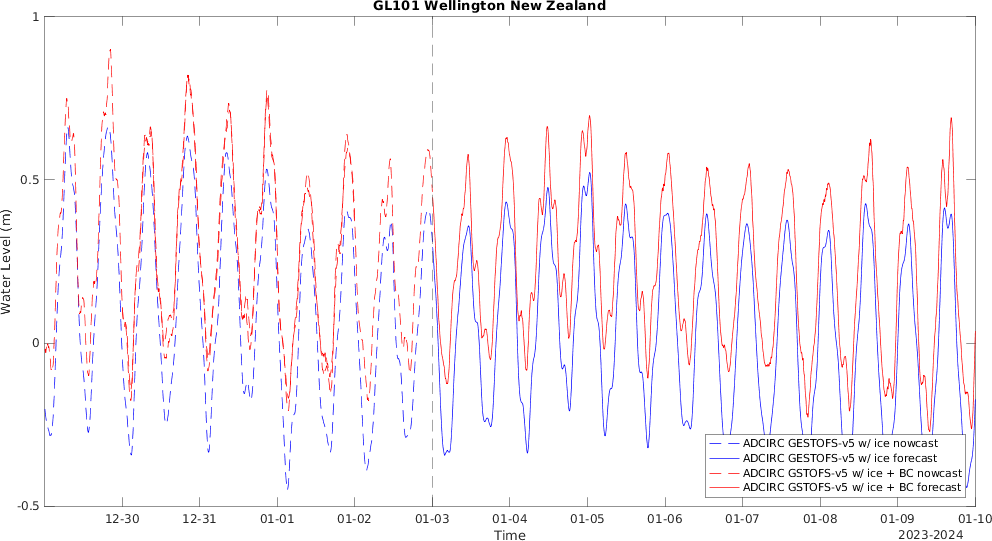 GL101 Wellington New Zealand
1
0.5
0
-0.5
Water Level (m)
12-30 12-31 01-01 01-02 01-03 01-04 01-05 01-06 01-07 01-08 01-09 01-10
Time
2023-2024
ADCIRC GESTOFS-v5 w/ ice nowcast
ADCIRC GESTOFS-v5 w/ ice forecast
ADCIRC GSTOFS-v5 w/ ice + BC nowcast
ADCIRC GSTOFS-v5 w/ ice + BC forecast